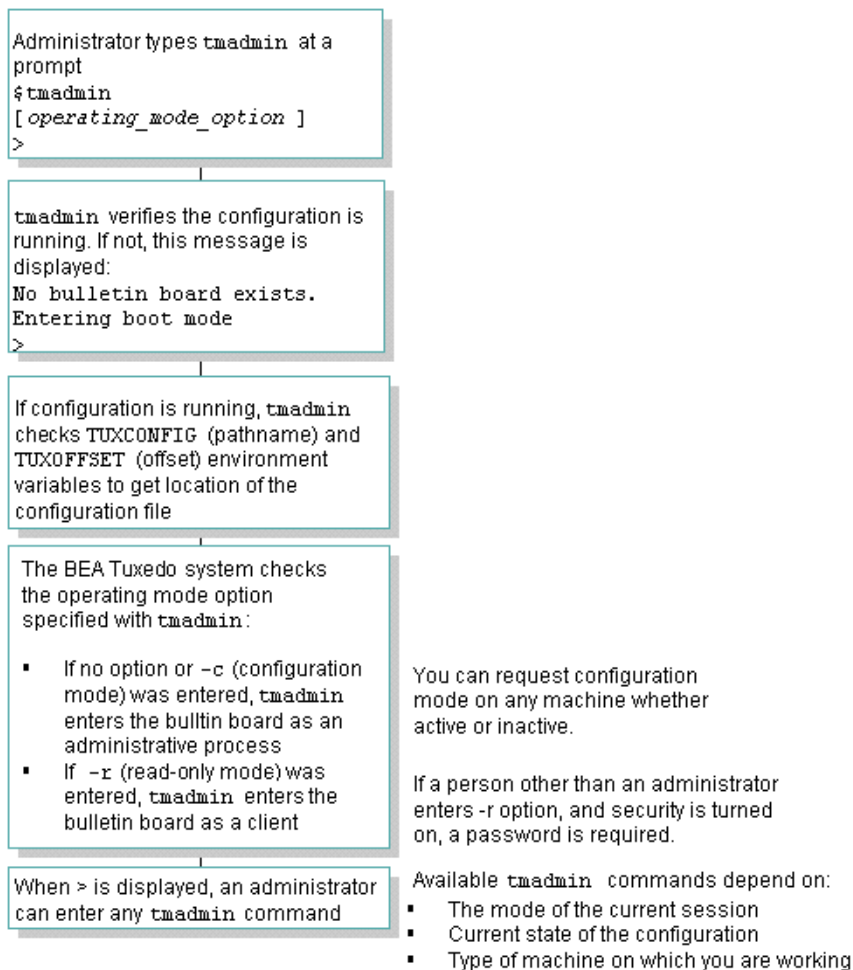 Administrator types tmadmin at a
prompt
$tmadmin
[operating_mode_option ]
>
tmadmin verifies the configuration is
running. If not, this message is
displayed:
No bulletin board exists.
Entering boot mode
>
If configuration is running, tmadmin
checks TUXCONFIG (pathname) and
TUXOFFSET (offset) environment
variables to get location of the
configuration file
The BEA Tuxedo system checks
the operating mode option
specified with tmadmin:
▪ If no option or -c (configuration
mode) was entered, tmadmin
enters the bulltin board as an
administrative process
▪ If -r (read-only mode) was
entered, tmadmin enters the
bulletin board as a client
You can request configuration
mode on any machine whether
active or inactive.
If a person other than an administrator
enters -r option, and security is turned
on, a password is required.
When > is displayed, an administrator
can enter any tmadmin command
Available tmadmin commands depend on:
▪ The mode of the current session
▪ Current state of the configuration
▪ Type of machine on which you are working